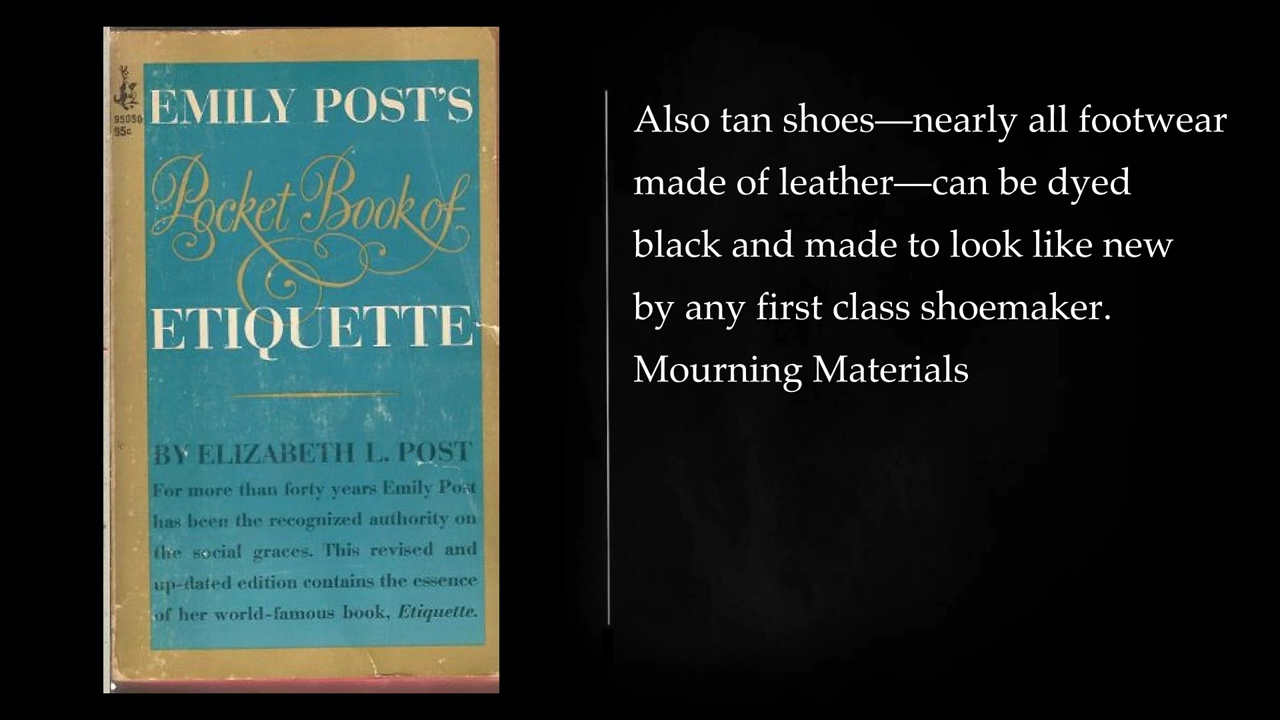 EMILY POST'S
95050
95c
Pocket Book of
ETIQUETTE
BY ELIZABETH L. POST
For more than forty years Emily Post
has been the recognized authority on
the social graces. This revised and
up-dated edition contains the essence
of her world-famous book, Etiquette.
Also tan shoes—nearly all footwear
made of leather—can be dyed
black and made to look like new
by any first class shoemaker.
Mourning Materials